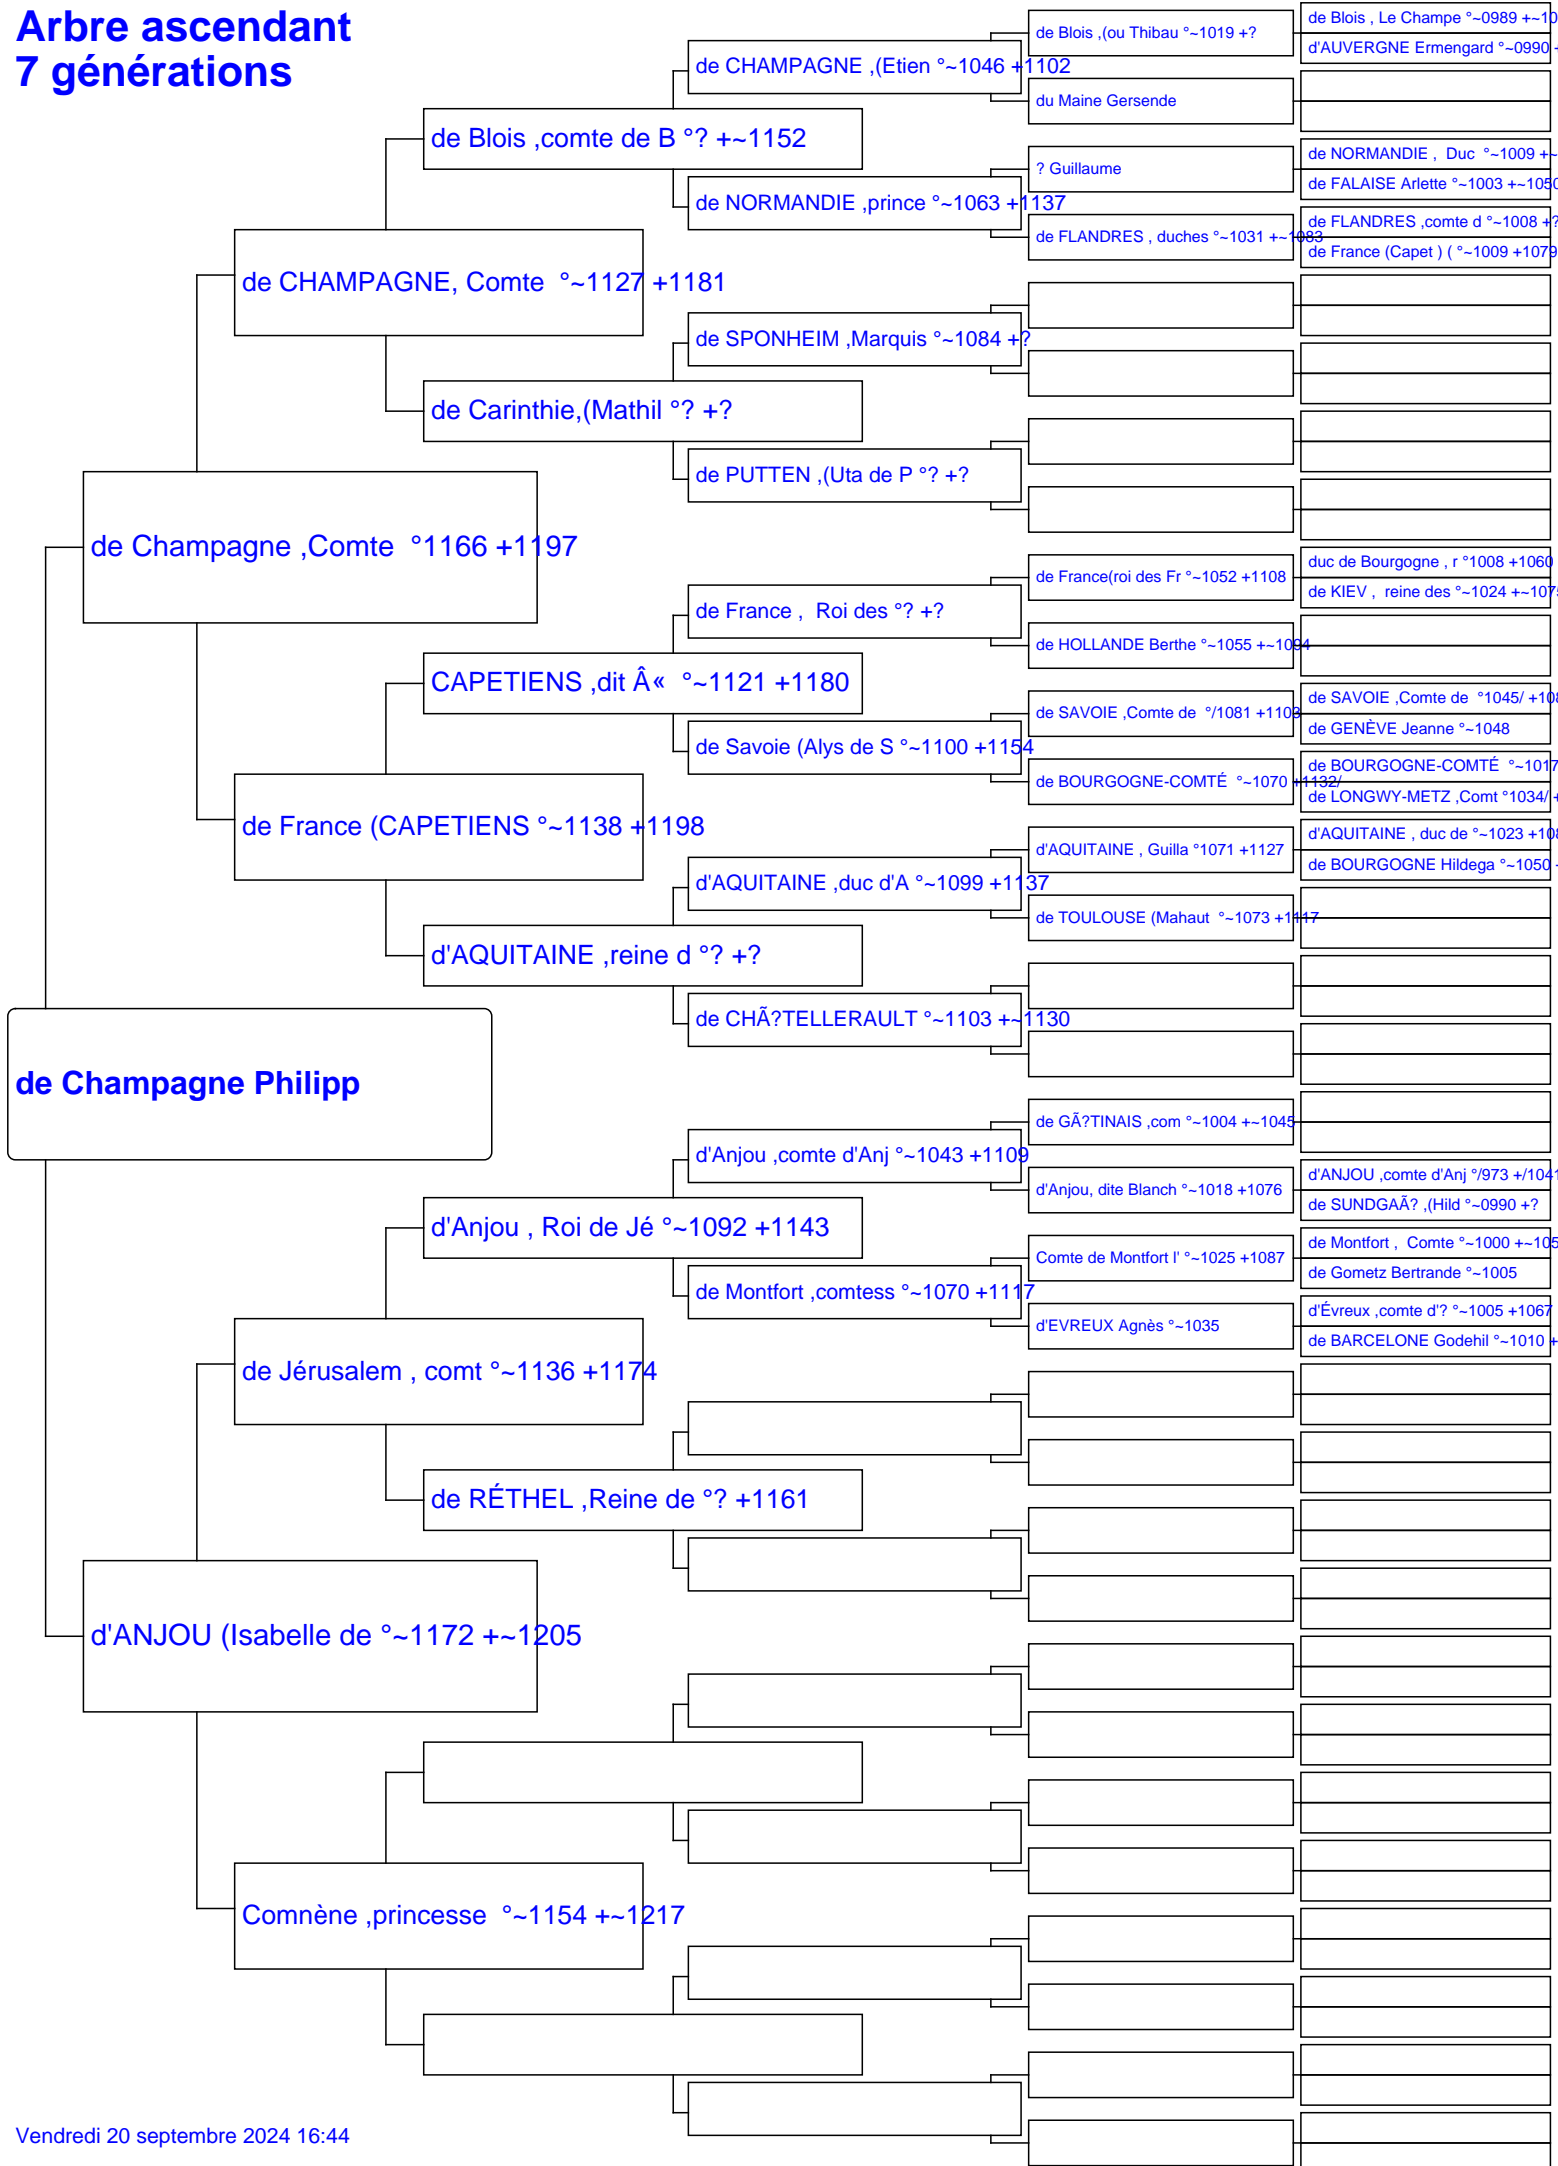 Arbre ascendant
7 générations
de Blois , Le Champe °~0989 +~10
de Blois ,(ou Thibau °~1019 +?
d'AUVERGNE Ermengard °~0990 +
de CHAMPAGNE ,(Etien °~1046 +1102
du Maine Gersende
de Blois ,comte de B °? +~1152
de NORMANDIE ,  Duc  °~1009 +~
? Guillaume
de FALAISE Arlette °~1003 +~1050
de NORMANDIE ,prince °~1063 +1137
de FLANDRES ,comte d °~1008 +?
de FLANDRES , duches °~1031 +~1083
de France (Capet ) ( °~1009 +1079
de CHAMPAGNE, Comte  °~1127 +1181
de SPONHEIM ,Marquis °~1084 +?
de Carinthie,(Mathil °? +?
de PUTTEN ,(Uta de P °? +?
de Champagne ,Comte  °1166 +1197
duc de Bourgogne , r °1008 +1060
de France(roi des Fr °~1052 +1108
de KIEV ,  reine des °~1024 +~1075
de France ,  Roi des °? +?
de HOLLANDE Berthe °~1055 +~1094
CAPETIENS ,dit Â«  °~1121 +1180
de SAVOIE ,Comte de  °1045/ +108
de SAVOIE ,Comte de  °/1081 +1103
de GENÈVE Jeanne °~1048
de Savoie (Alys de S °~1100 +1154
de BOURGOGNE-COMTÉ  °~1017
de BOURGOGNE-COMTÉ  °~1070 +1132/
de LONGWY-METZ ,Comt °1034/ +
de France (CAPETIENS °~1138 +1198
d'AQUITAINE , duc de °~1023 +108
d'AQUITAINE , Guilla °1071 +1127
de BOURGOGNE Hildega °~1050 +
d'AQUITAINE ,duc d'A °~1099 +1137
de TOULOUSE (Mahaut  °~1073 +1117
d'AQUITAINE ,reine d °? +?
de CHÃ?TELLERAULT °~1103 +~1130
de Champagne Philipp
de GÃ?TINAIS ,com °~1004 +~1045
d'Anjou ,comte d'Anj °~1043 +1109
d'ANJOU ,comte d'Anj °/973 +/1041
d'Anjou, dite Blanch °~1018 +1076
de SUNDGAÃ? ,(Hild °~0990 +?
d'Anjou , Roi de Jé °~1092 +1143
de Montfort ,  Comte °~1000 +~105
Comte de Montfort l' °~1025 +1087
de Gometz Bertrande °~1005
de Montfort ,comtess °~1070 +1117
d'Évreux ,comte d'? °~1005 +1067
d'EVREUX Agnès °~1035
de BARCELONE Godehil °~1010 +
de Jérusalem , comt °~1136 +1174
de RÉTHEL ,Reine de °? +1161
d'ANJOU (Isabelle de °~1172 +~1205
Comnène ,princesse  °~1154 +~1217
Vendredi 20 septembre 2024 16:44